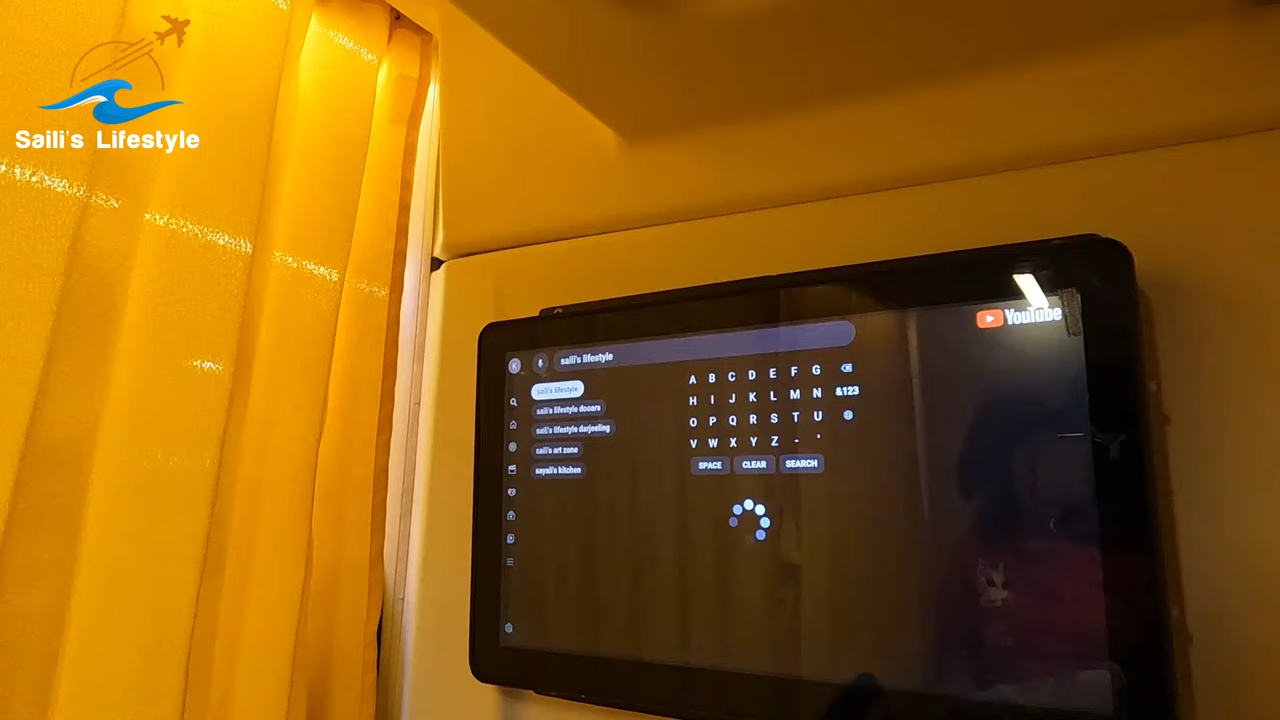 Saili's Lifestyle
YouTube
K
saili's lifestyle
saili's lifestyle
saili's lifestyle dooars
saili's lifestyle darjeeling
saili's art zone
sayali's kitchen
A B C D E F G
H I J K L M N &123
O P Q R S T U
V W X Y Z - '
SPACE CLEAR SEARCH